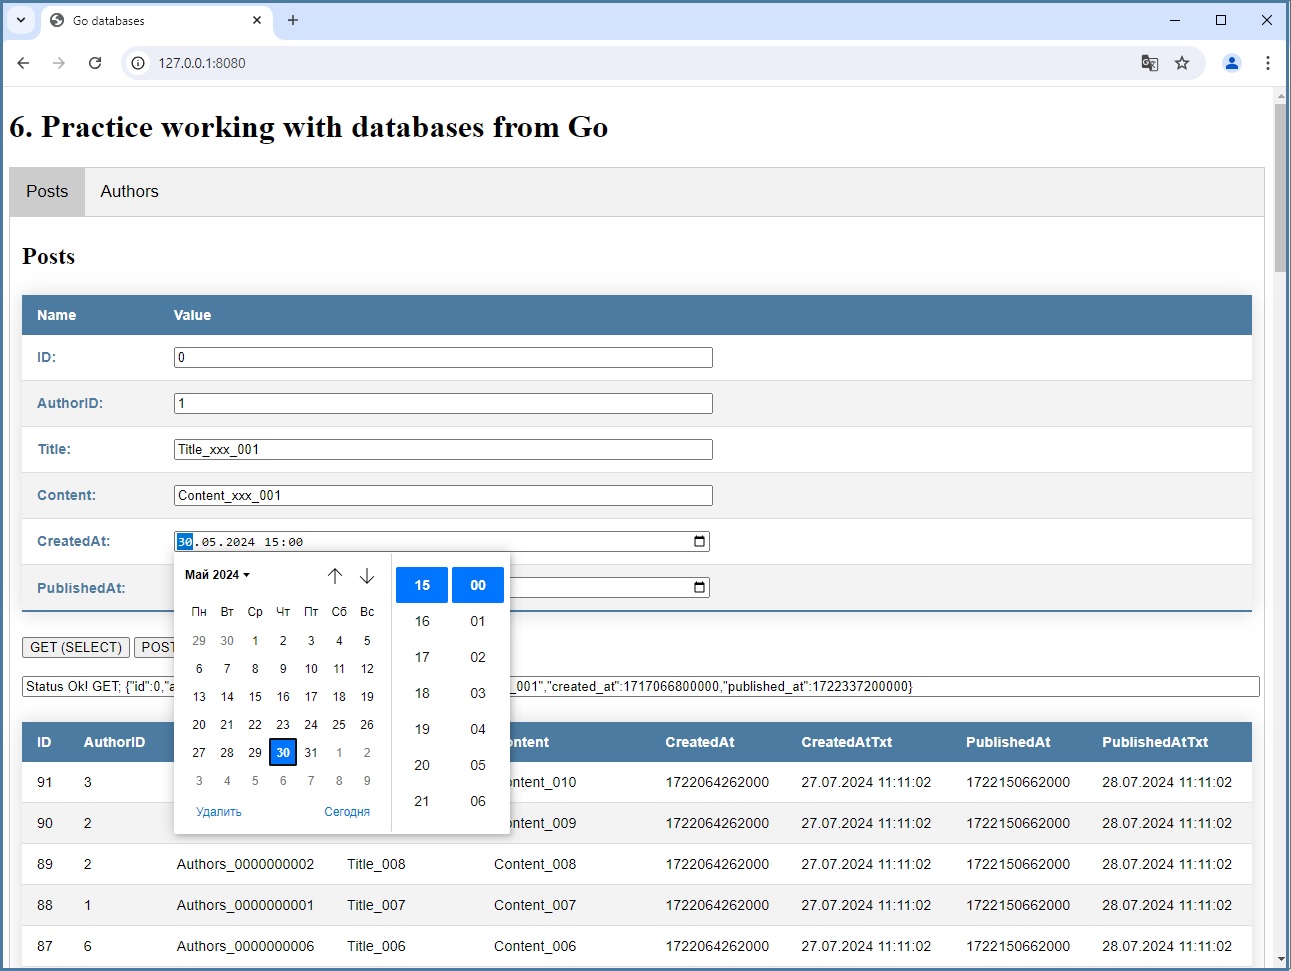 Go databases
127.0.0.1:8080
6. Practice working with databases from Go
Posts Authors
Posts
Name Value
ID: 0
AuthorID: 1
Title: Title_xxx_001
Content: Content_xxx_001
CreatedAt: 30.05.2024 15:00
PublishedAt:
Май 2024
Пн Вт Ср Чт Пт Сб Вс
29 30 1 2 3 4 5
6 7 8 9 10 11 12
13 14 15 16 17 18 19
20 21 22 23 24 25 26
27 28 29 30 31 1 2
3 4 5 6 7 8 9
Удалить Сегодня
15 00
16 01
17 02
18 03
19 04
20 05
21 06
GET (SELECT) POST
Status Ok! GET; {"id":0,"a _001","created_at":1717066800000,"published_at":1722337200000}
ID AuthorID ontent CreatedAt CreatedAtTxt PublishedAt PublishedAtTxt
91 3 ontent_010 1722064262000 27.07.2024 11:11:02 1722150662000 28.07.2024 11:11:02
90 2 ontent_009 1722064262000 27.07.2024 11:11:02 1722150662000 28.07.2024 11:11:02
89 2 Authors_0000000002 Title_008 Content_008 1722064262000 27.07.2024 11:11:02 1722150662000 28.07.2024 11:11:02
88 1 Authors_0000000001 Title_007 Content_007 1722064262000 27.07.2024 11:11:02 1722150662000 28.07.2024 11:11:02
87 6 Authors_0000000006 Title_006 Content_006 1722064262000 27.07.2024 11:11:02 1722150662000 28.07.2024 11:11:02